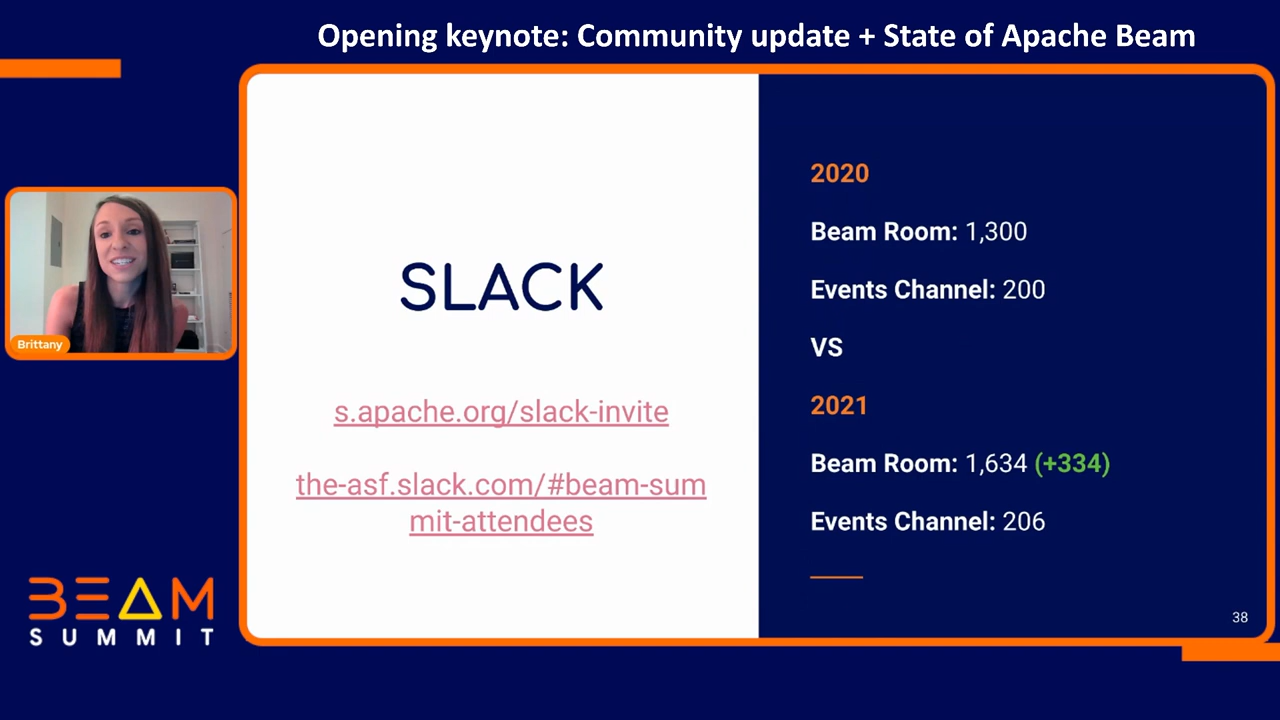 Opening keynote: Community update + State of Apache Beam
Brittany
SLACK
s.apache.org/slack-invite
the-asf.slack.com/#beam-sum
mit-attendees
2020
Beam Room: 1,300
Events Channel: 200
VS
2021
Beam Room: 1,634 (+334)
Events Channel: 206
38
BEAM
SUMMIT